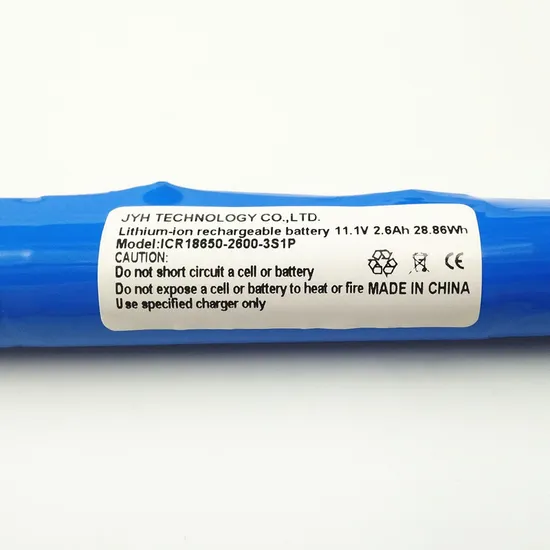 JYH TECHNOLOGY CO.,LTD.
Lithium-ion rechargeable battery 11.1V 2.6Ah 28.86Wh
Model:ICR18650-2600-3S1P
CAUTION:
Do not short circuit a cell or battery
Do not expose a cell or battery to heat or fire MADE IN CHINA
Use specified charger only
CE